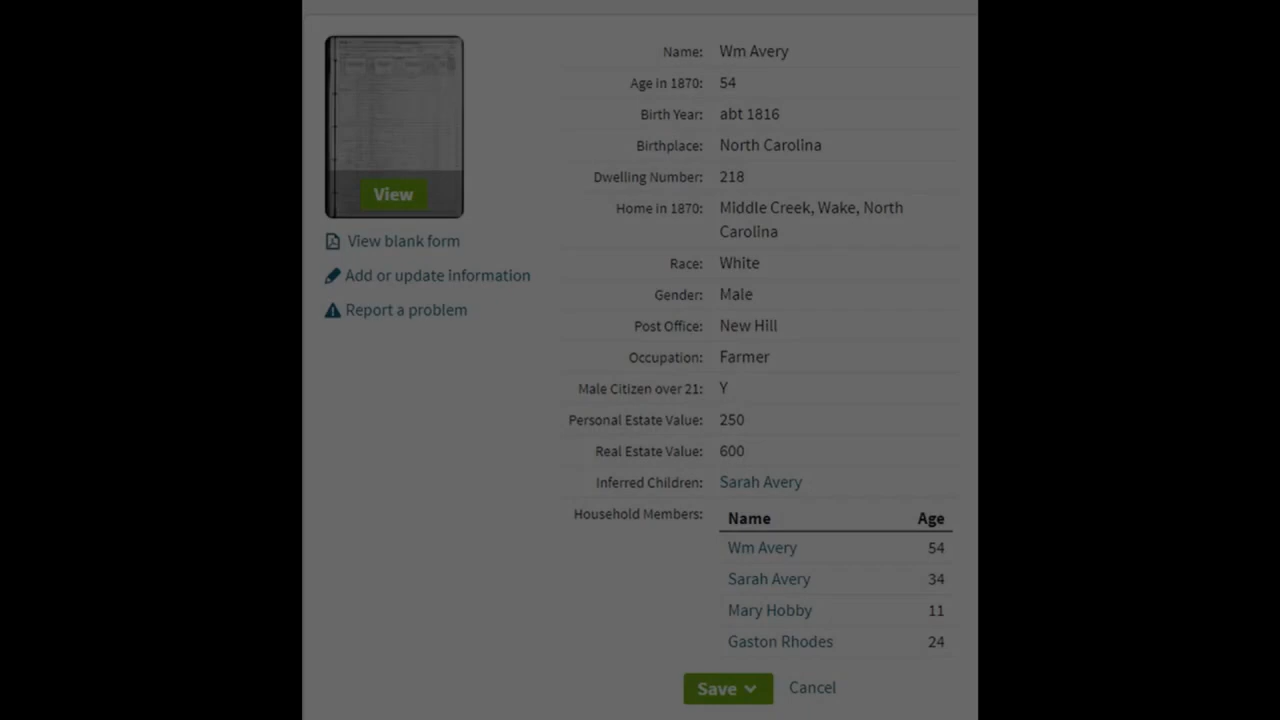 Name: Wm Avery
Age in 1870: 54
Birth Year: abt 1816
Birthplace: North Carolina
Dwelling Number: 218
Home in 1870: Middle Creek, Wake, North
Carolina
Race: White
Gender: Male
Post Office: New Hill
Occupation: Farmer
Male Citizen over 21: Y
Personal Estate Value: 250
Real Estate Value: 600
Inferred Children: Sarah Avery
Household Members:
Name Age
Wm Avery 54
Sarah Avery 34
Mary Hobby 11
Gaston Rhodes 24
View
View blank form
Add or update information
Report a problem
Save
Cancel